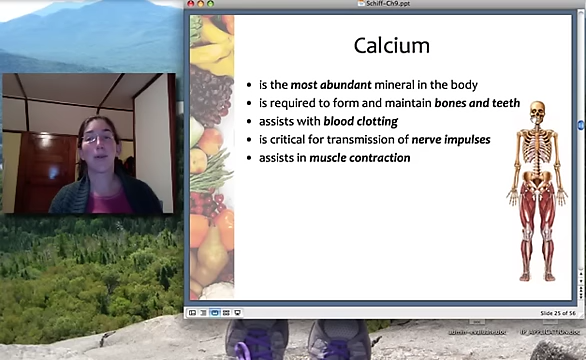 Schiff-Ch9.ppt
Calcium
• is the most abundant mineral in the body
• is required to form and maintain bones and teeth
• assists with blood clotting
• is critical for transmission of nerve impulses
• assists in muscle contraction
Slide 25 of 56